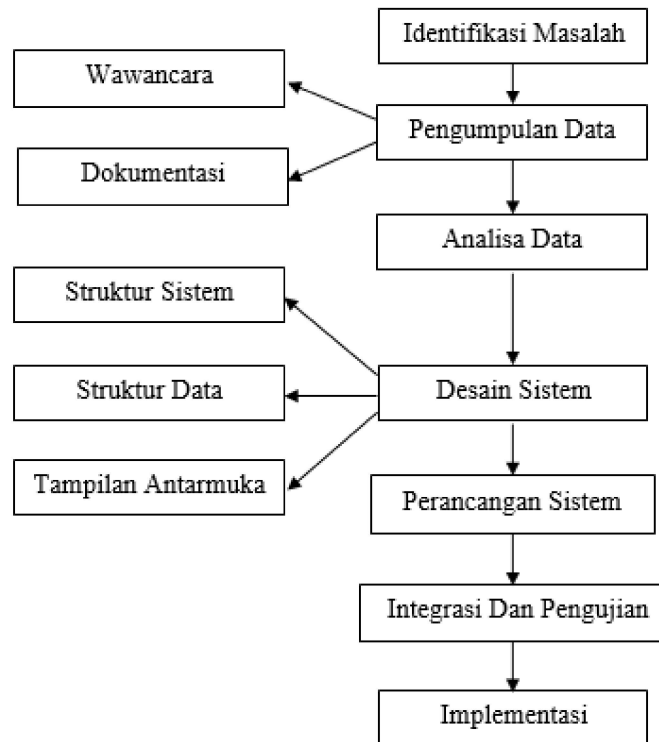 Identifikasi Masalah
Wawancara
Pengumpulan Data
Dokumentasi
Analisa Data
Struktur Sistem
Struktur Data
Desain Sistem
Tampilan Antarmuka
Perancangan Sistem
Integrasi Dan Pengujian
Implementasi